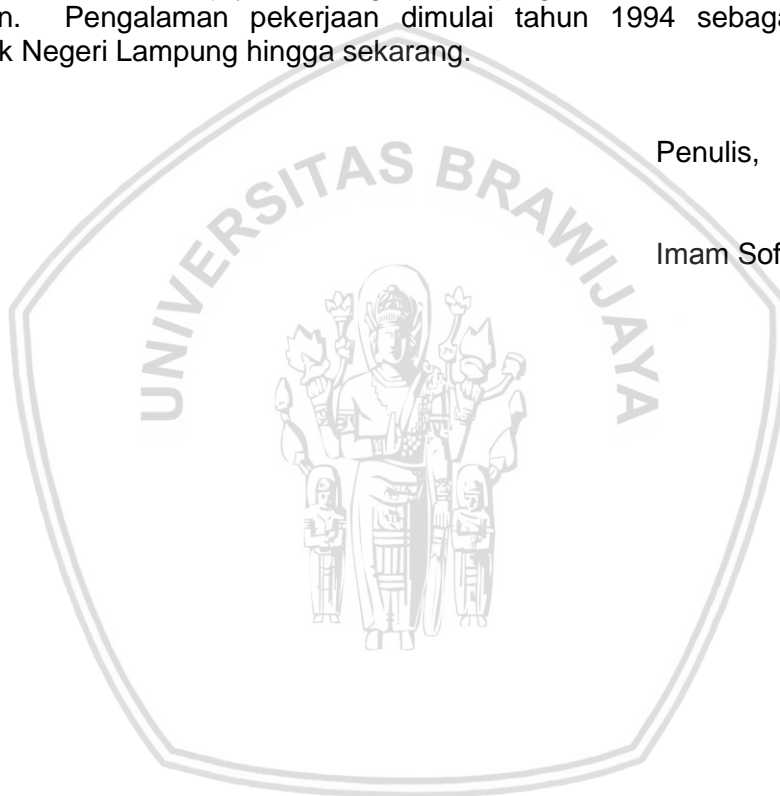 n. Pengalaman pekerjaan dimulai tahun 1994 sebaga
k Negeri Lampung hingga sekarang.
Penulis,
Imam Sof
UNIVERSITAS BRAWIJAYA